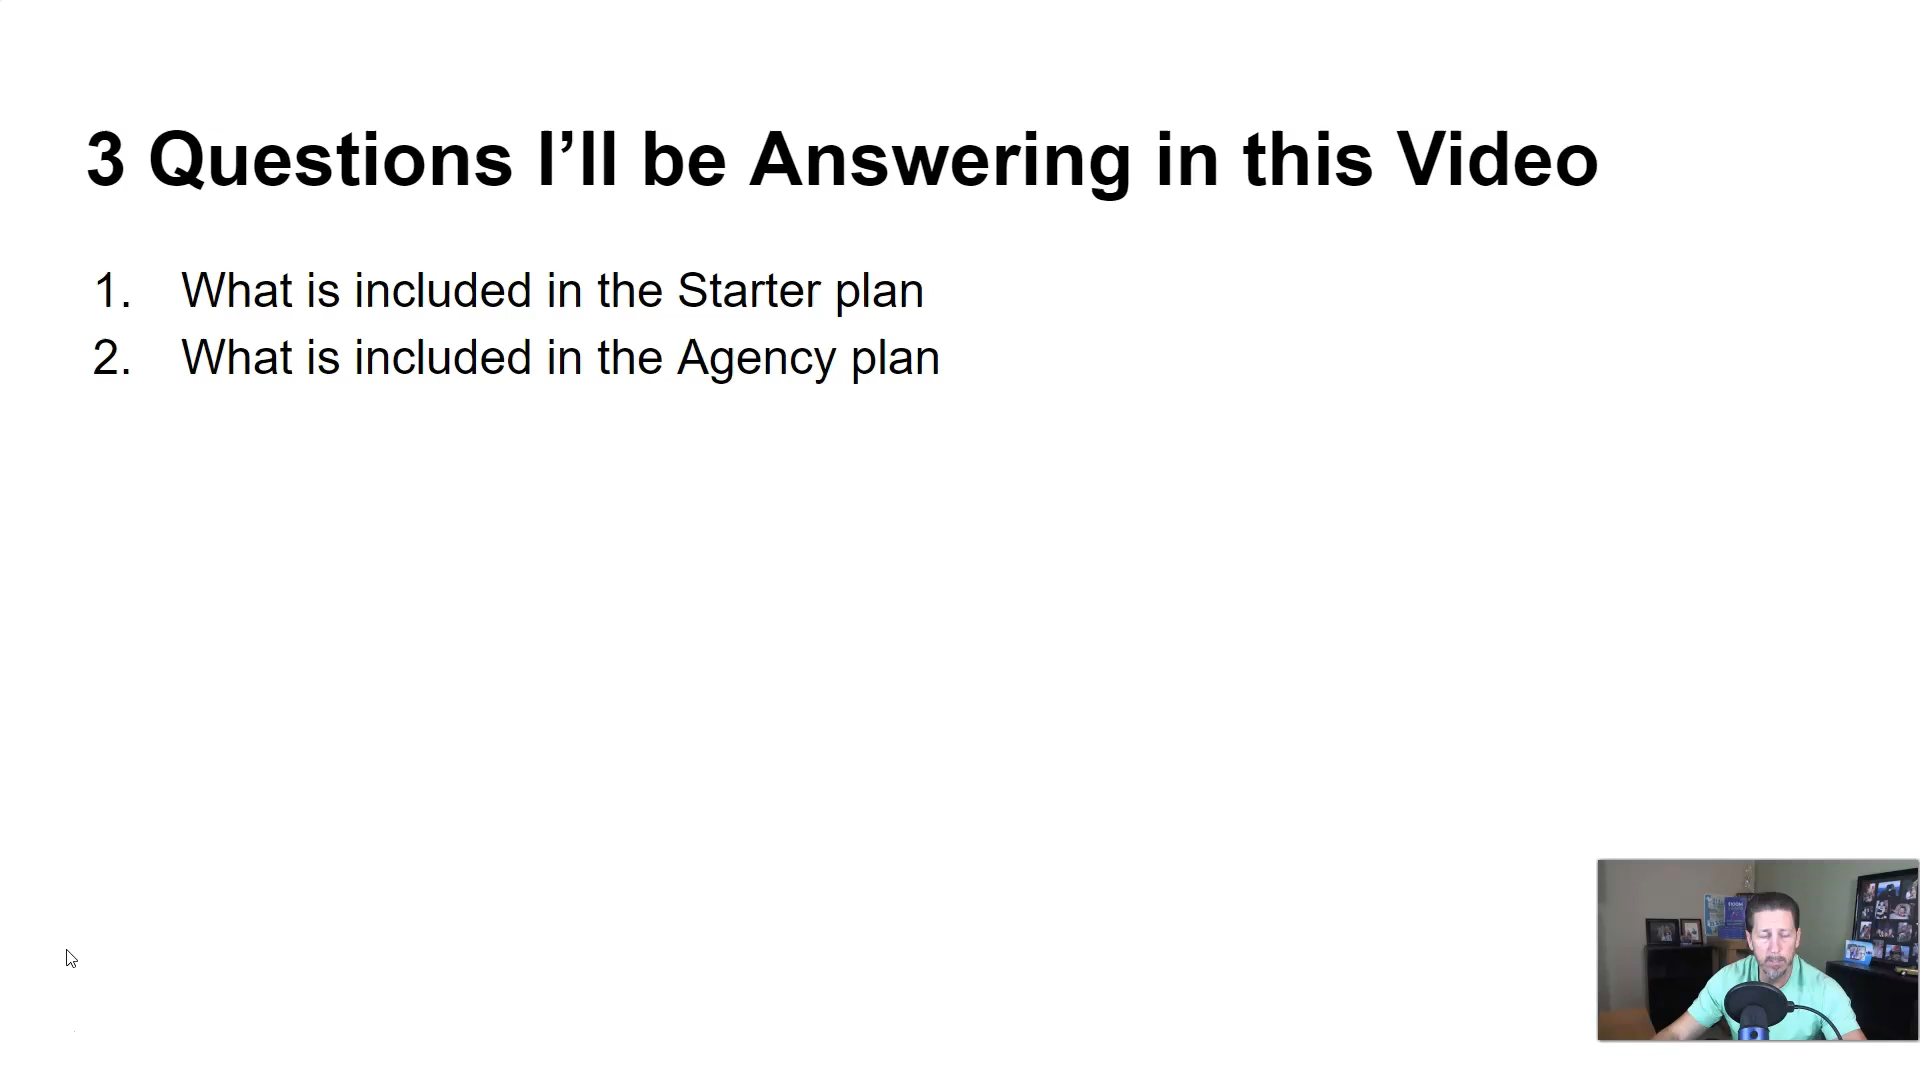 3 Questions I’ll be Answering in this Video
1. What is included in the Starter plan
2. What is included in the Agency plan